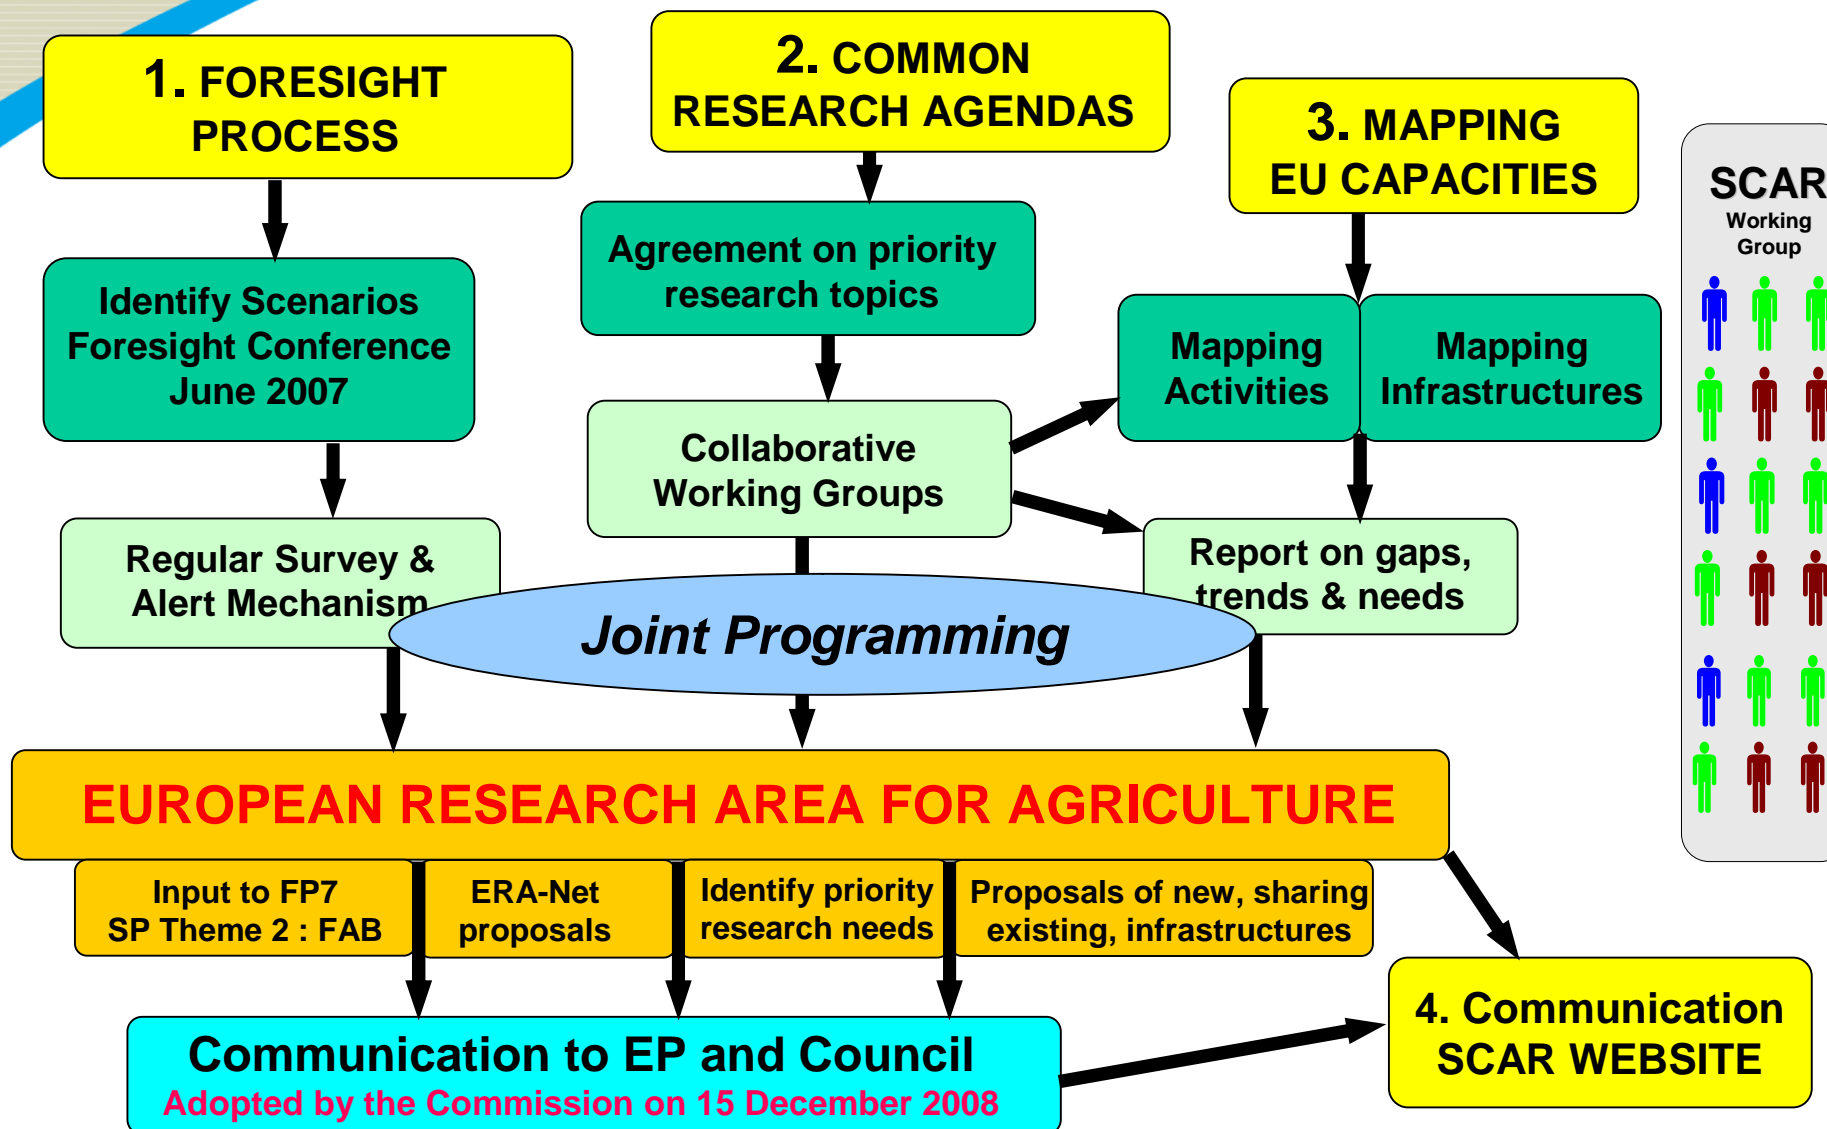 1. FORESIGHT
PROCESS
2. COMMON
RESEARCH AGENDAS
3. MAPPING
EU CAPACITIES
SCAR
Working
Group
Identify Scenarios
Foresight Conference
June 2007
Agreement on priority
research topics
Mapping
Activities
Mapping
Infrastructures
Collaborative
Working Groups
Regular Survey &
Alert Mechanism
Report on gaps,
trends & needs
Joint Programming
EUROPEAN RESEARCH AREA FOR AGRICULTURE
Input to FP7
SP Theme 2 : FAB
ERA-Net
proposals
Identify priority
research needs
Proposals of new, sharing
existing, infrastructures
Communication to EP and Council
Adopted by the Commission on 15 December 2008
4. Communication
SCAR WEBSITE